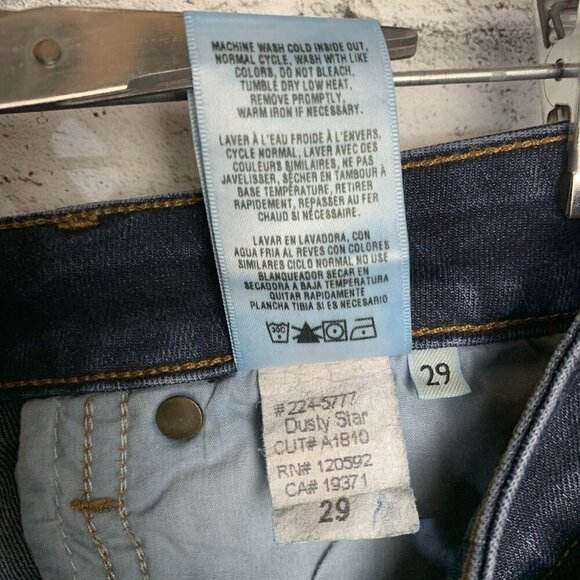 MACHINE WASH COLD INSIDE OUT,
NORMAL CYCLE, WASH WITH LIKE
COLORS, DO NOT BLEACH,
TUMBLE DRY LOW HEAT,
REMOVE PROMPTLY,
WARM IRON IF NECESSARY.
LAVER À L'EAU FROIDE À L'ENVERS,
CYCLE NORMAL, LAVER AVEC DES
COULEURS SIMILAIRES, NE PAS
JAVELISSER, SÉCHER EN TAMBOUR À
BASE TEMPÉRATURE, RETIRER
RAPIDEMENT, REPASSER AU FER
CHAUD SI NÉCESSAIRE.
LAVAR EN LAVADORA, CON
AGUA FRIA AL REVES CON COLORES
SIMILARES CICLO NORMAL NO USE
BLANQUEADOR SECAR EN
SECADORA A BAJA TEMPERATURA
QUITAR RAPIDAMENTE
PLANCHA TIBIA SI ES NECESARIO
29
# 224-5777
Dusty Star
CUT# A1810
RN# 120592
CA# 19371
29